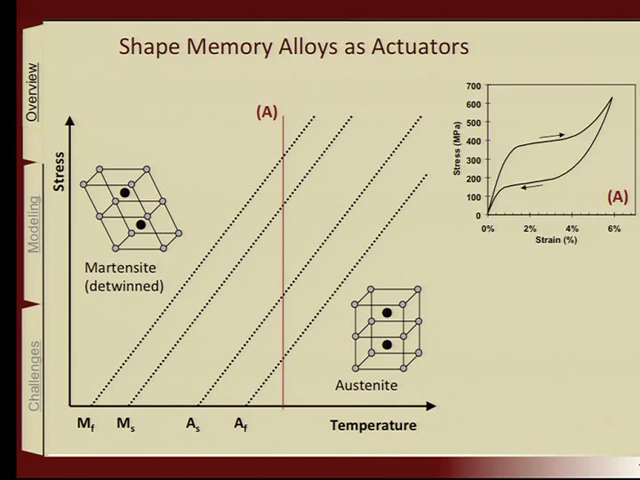 Shape Memory Alloys as Actuators
Overview
Modeling
Challenges
Stress
(A)
Martensite
(detwinned)
Austenite
Mf Ms As Af Temperature
Stress (MPa)
700
600
500
400
300
200
100
0
(A)
0% 2% 4% 6%
Strain (%)